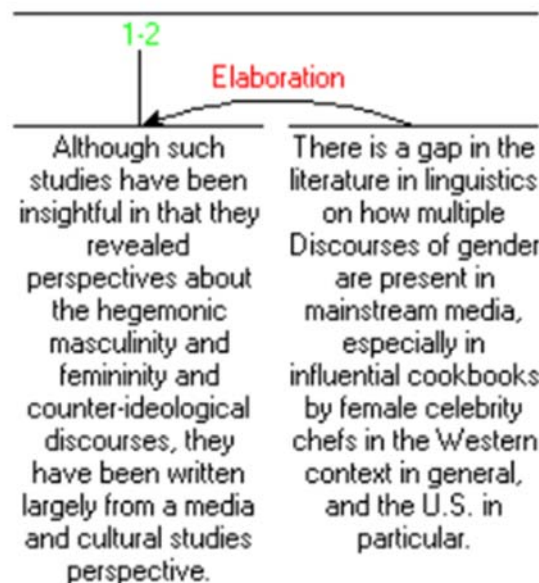 1-2
Elaboration
Although such
studies have been
insightful in that they
revealed
perspectives about
the hegemonic
masculinity and
femininity and
counter-ideological
discourses, they
have been written
largely from a media
and cultural studies
perspective.
There is a gap in the
literature in linguistics
on how multiple
Discourses of gender
are present in
mainstream media,
especially in
influential cookbooks
by female celebrity
chefs in the Western
context in general,
and the U.S. in
particular.